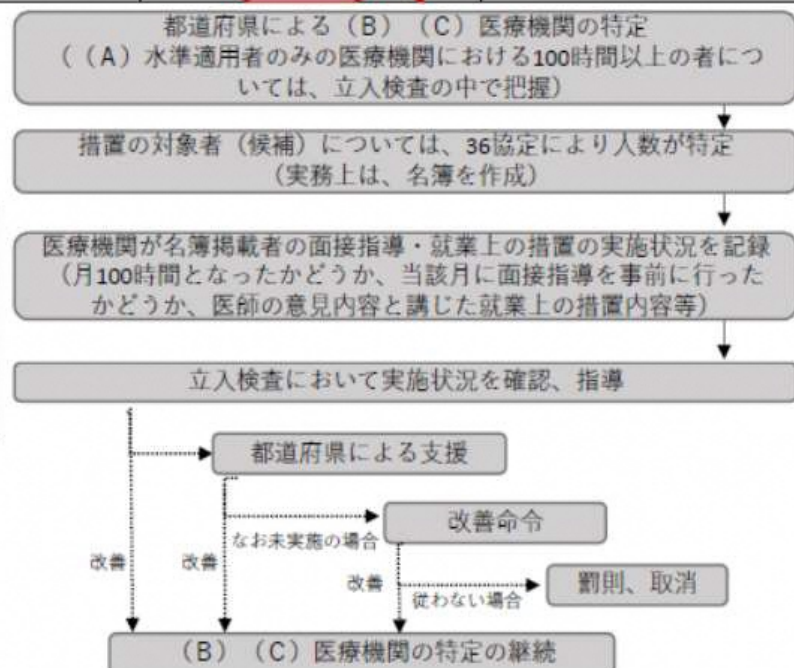 都道府県による（B）（C）医療機関の特定
（（A）水準適用者のみの医療機関における100時間以上の者につ
いては、立入検査の中で把握）
措置の対象者（候補）については、36協定により人数が特定
（実務上は、名簿を作成）
医療機関が名簿掲載者の面接指導・就業上の措置の実施状況を記録
（月100時間となったかどうか、当該月に面接指導を事前に行った
かどうか、医師の意見内容と講じた就業上の措置内容等）
立入検査において実施状況を確認、指導
都道府県による支援
改善命令
なお未実施の場合
改善
改善
改善
罰則、取消
従わない場合
（B）（C）医療機関の特定の継続